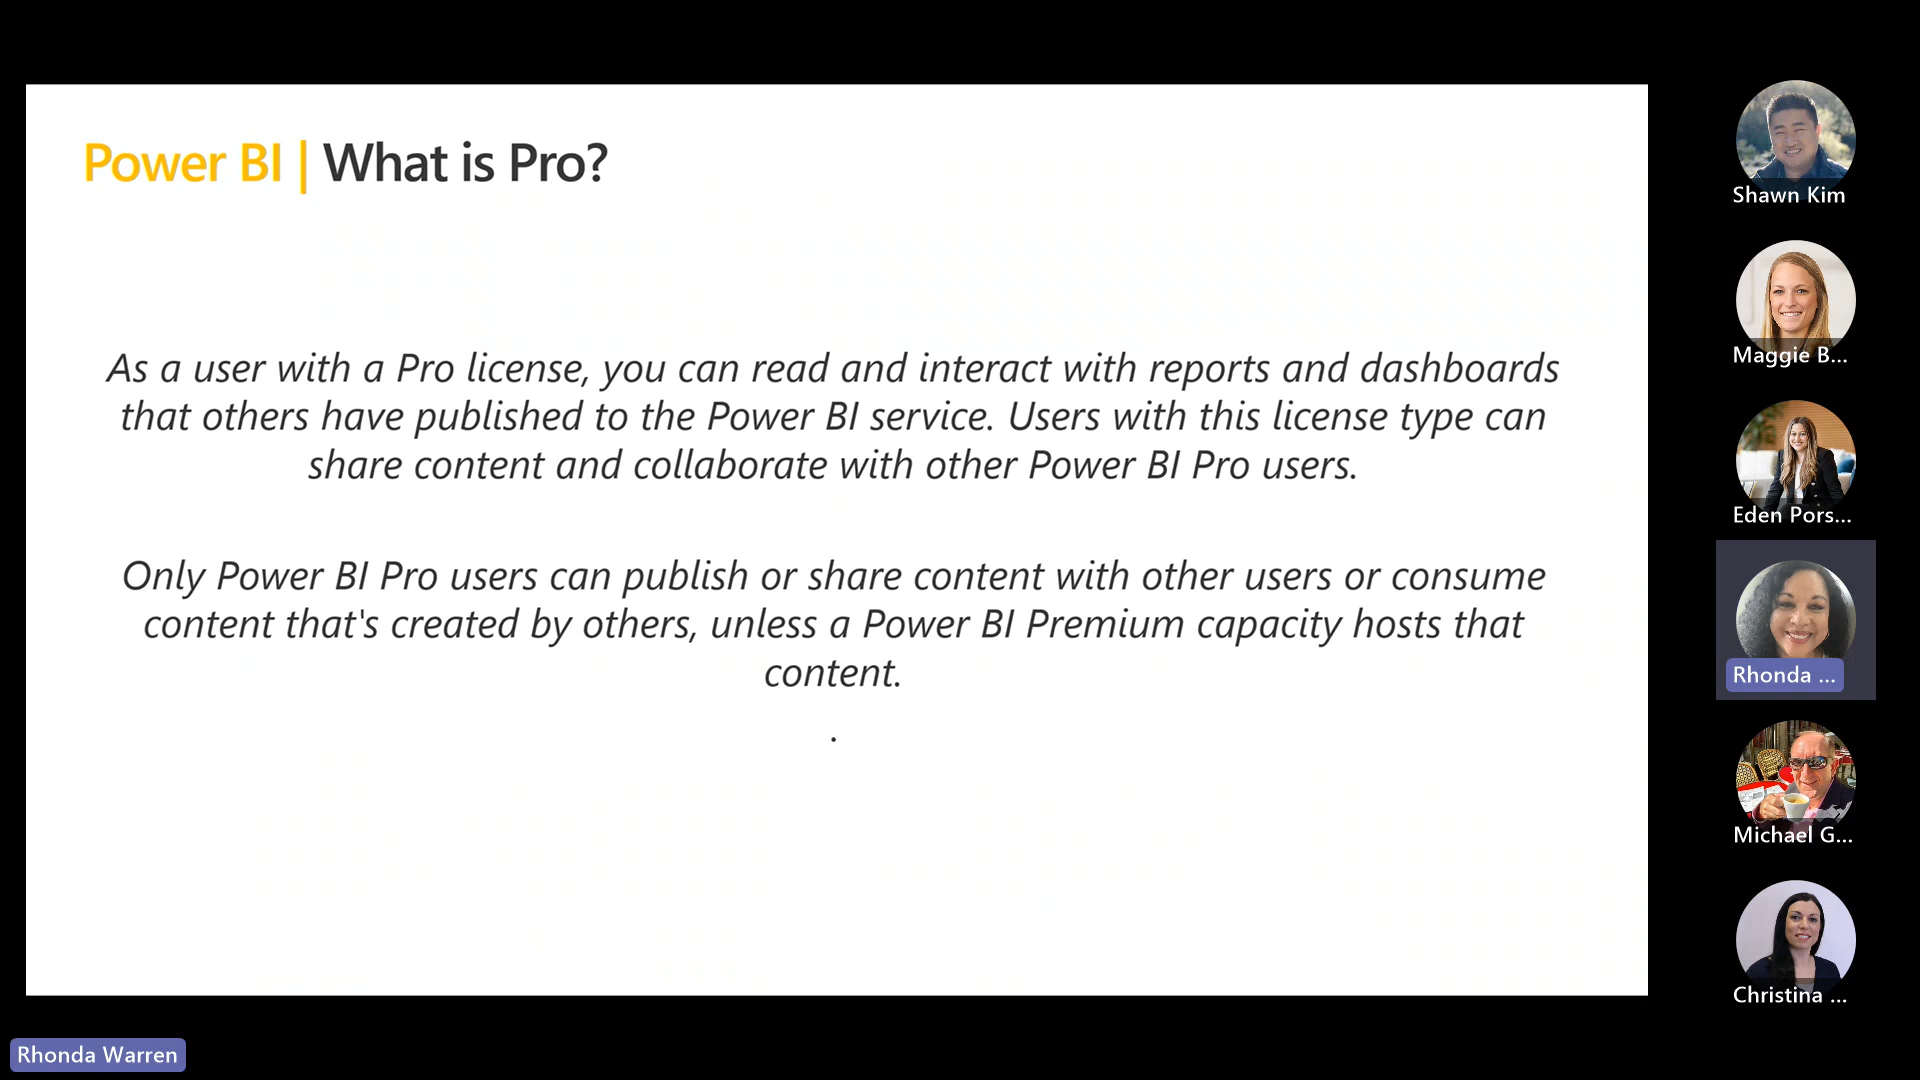 Power BI | What is Pro?
As a user with a Pro license, you can read and interact with reports and dashboards
that others have published to the Power BI service. Users with this license type can
share content and collaborate with other Power BI Pro users.
Only Power BI Pro users can publish or share content with other users or consume
content that's created by others, unless a Power BI Premium capacity hosts that
content.
.
Shawn Kim
Maggie B...
Eden Pors...
Rhonda ...
Michael G...
Christina ...
Rhonda Warren